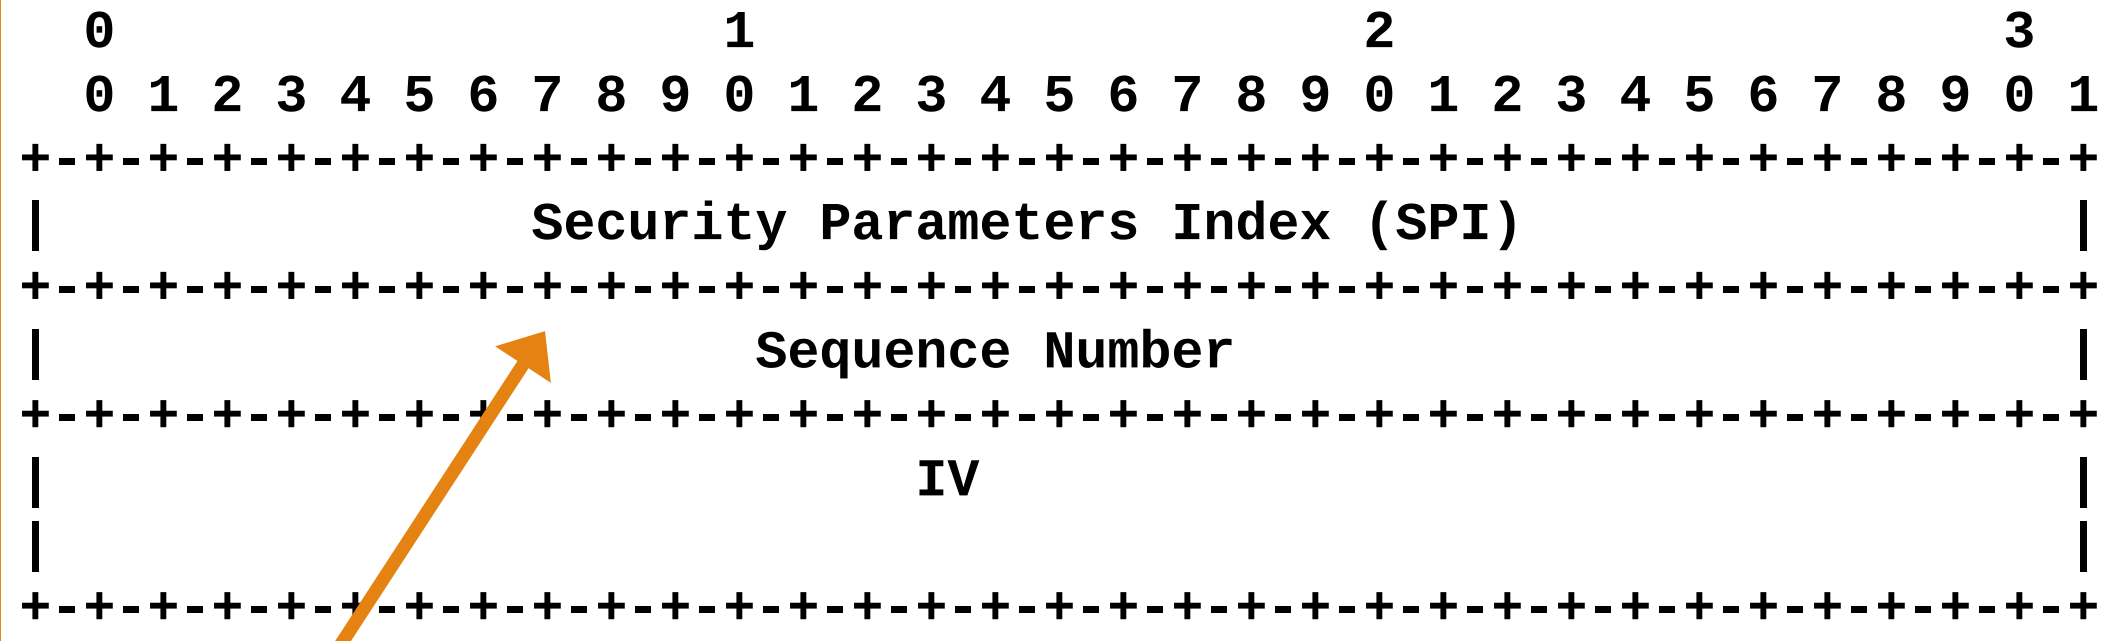 0                   1                   2                   3
0 1 2 3 4 5 6 7 8 9 0 1 2 3 4 5 6 7 8 9 0 1 2 3 4 5 6 7 8 9 0 1
+-+-+-+-+-+-+-+-+-+-+-+-+-+-+-+-+-+-+-+-+-+-+-+-+-+-+-+-+-+-+-+-+
|               Security Parameters Index (SPI)                 |
+-+-+-+-+-+-+-+-+-+-+-+-+-+-+-+-+-+-+-+-+-+-+-+-+-+-+-+-+-+-+-+-+
|                      Sequence Number                          |
+-+-+-+-+-+-+-+-+-+-+-+-+-+-+-+-+-+-+-+-+-+-+-+-+-+-+-+-+-+-+-+-+
|                           IV                                  |
|                                                               |
+-+-+-+-+-+-+-+-+-+-+-+-+-+-+-+-+-+-+-+-+-+-+-+-+-+-+-+-+-+-+-+-+